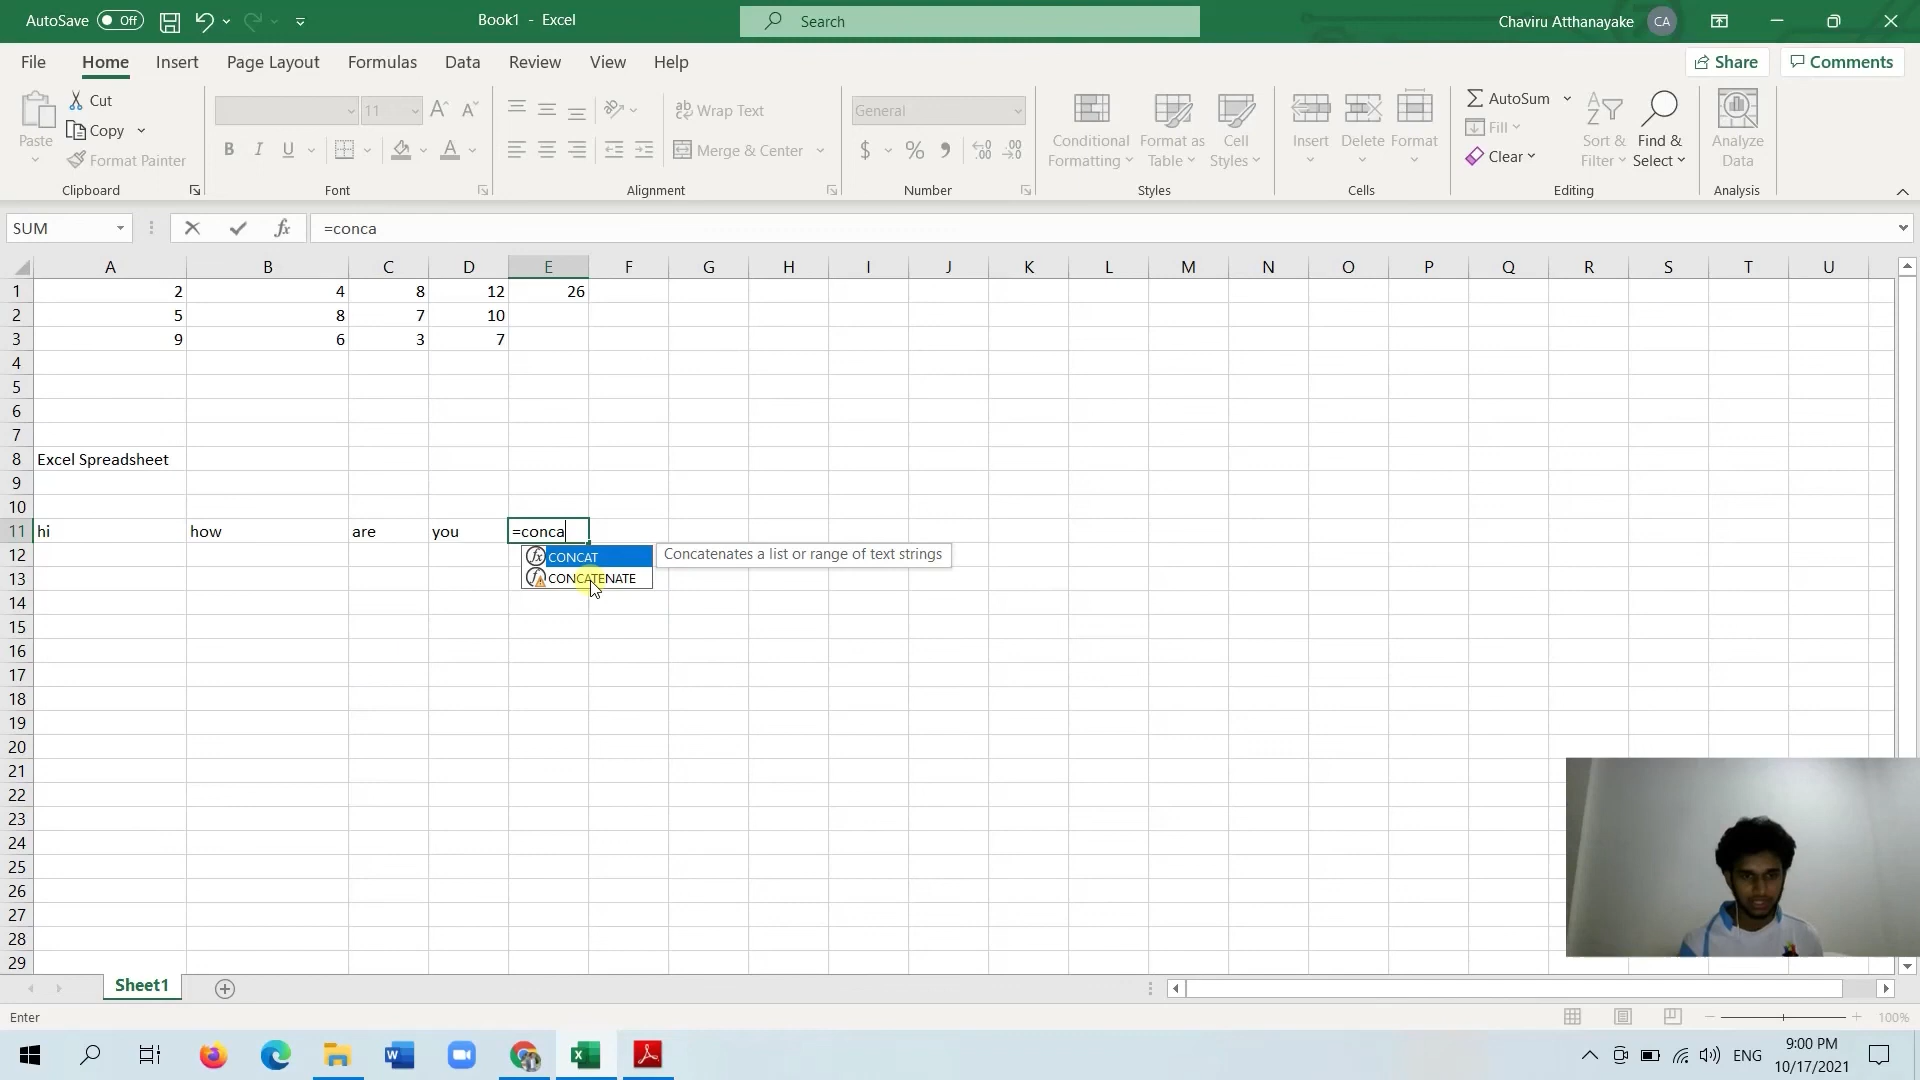 AutoSave Off Book1 - Excel Search Chaviru Atthanayake CA
File Home Insert Page Layout Formulas Data Review View Help Share Comments
Paste Cut Copy Format Painter Clipboard
11 A A B I U A Font
ab Wrap Text Merge & Center Alignment
General $ % 9 Number
Conditional Formatting Format as Table Cell Styles Styles
Insert Delete Format Cells
AutoSum Fill Clear Sort & Filter Find & Select Editing
Analyze Data Analysis
SUM fx =conca
A B C D E F G H I J K L M N O P Q R S T U
1 2 4 8 12 26
2 5 8 7 10
3 9 6 3 7
4
5
6
7
8 Excel Spreadsheet
9
10
11 hi how are you =conca
12 CONCAT Concatenates a list or range of text strings
13 CONCATENATE
14
15
16
17
18
19
20
21
22
23
24
25
26
27
28
29
Sheet1
Enter 100%
ENG 9:00 PM
10/17/2021